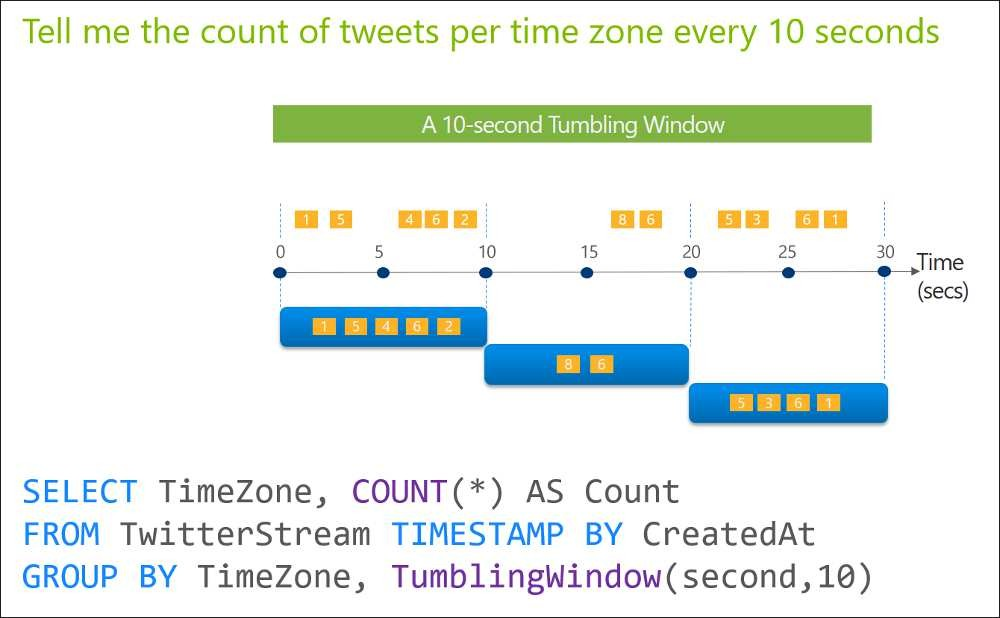 Tell me the count of tweets per time zone every 10 seconds
A 10-second Tumbling Window
1 5 4 6 2 8 6 5 3 6 1
0 5 10 15 20 25 30
Time
(secs)
1 5 4 6 2
8 6
5 3 6 1
SELECT TimeZone, COUNT(*) AS Count
FROM TwitterStream TIMESTAMP BY CreatedAt
GROUP BY TimeZone, TumblingWindow(second,10)